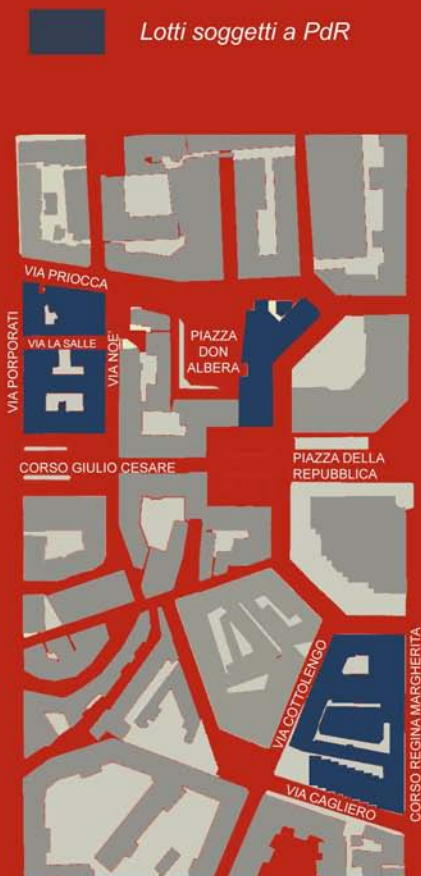 Lotti soggetti a PdR
VIA PRIOCCA
VIA PORPORATI
VIA LA SALLE
VIA NOE'
PIAZZA
DON
ALBERA
CORSO GIULIO CESARE
PIAZZA DELLA
REPUBBLICA
VIA COTTOLENGO
CORSO REGINA MARGHERITA
VIA CAGLIERO